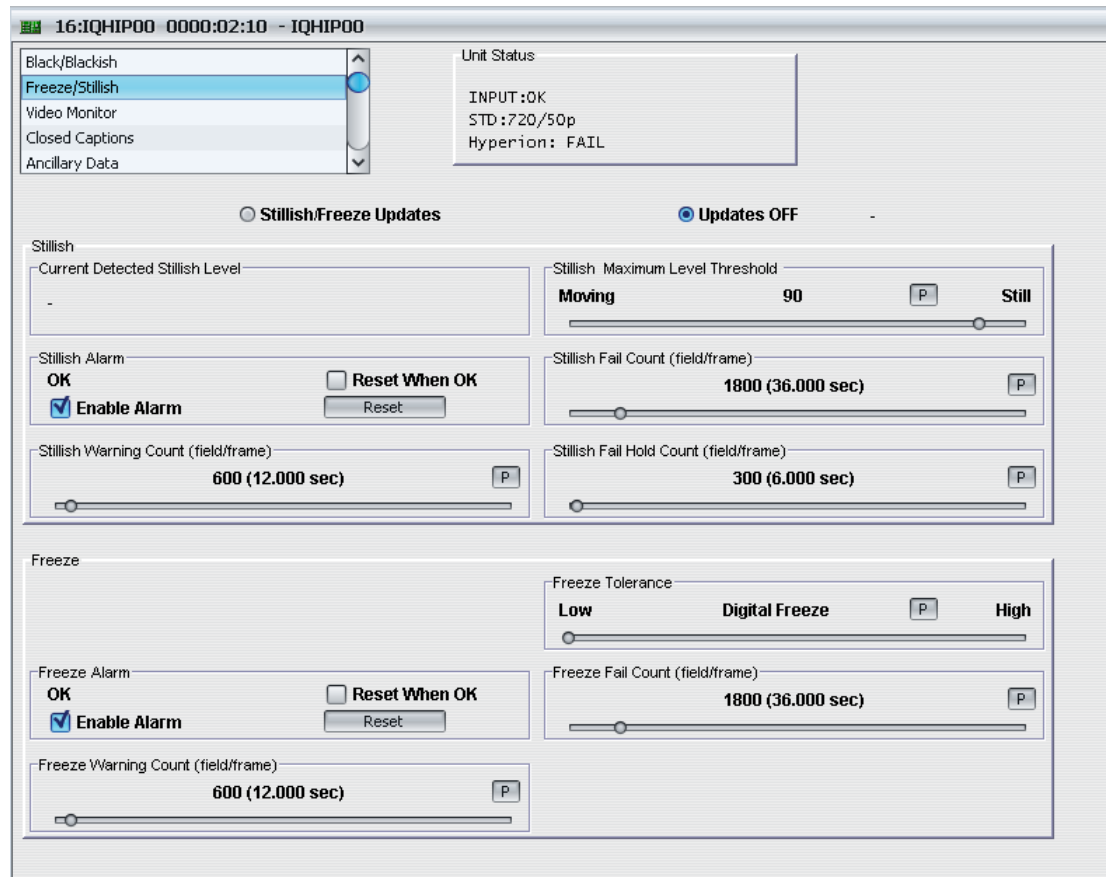 16:IQHIP00 0000:02:10 - IQHIP00
Black/Blackish
Freeze/Stillish
Video Monitor
Closed Captions
Ancillary Data
Unit Status
INPUT:OK
STD:720/50p
Hyperion: FAIL
Stillish/Freeze Updates
Updates OFF -
Stillish
Current Detected Stillish Level
-
Stillish Maximum Level Threshold
Moving 90 P Still
Stillish Alarm
OK
Reset When OK
Enable Alarm
Reset
Stillish Fail Count (field/frame)
1800 (36.000 sec) P
Stillish Warning Count (field/frame)
600 (12.000 sec) P
Stillish Fail Hold Count (field/frame)
300 (6.000 sec) P
Freeze
Freeze Tolerance
Low Digital Freeze P High
Freeze Alarm
OK
Reset When OK
Enable Alarm
Reset
Freeze Fail Count (field/frame)
1800 (36.000 sec) P
Freeze Warning Count (field/frame)
600 (12.000 sec) P